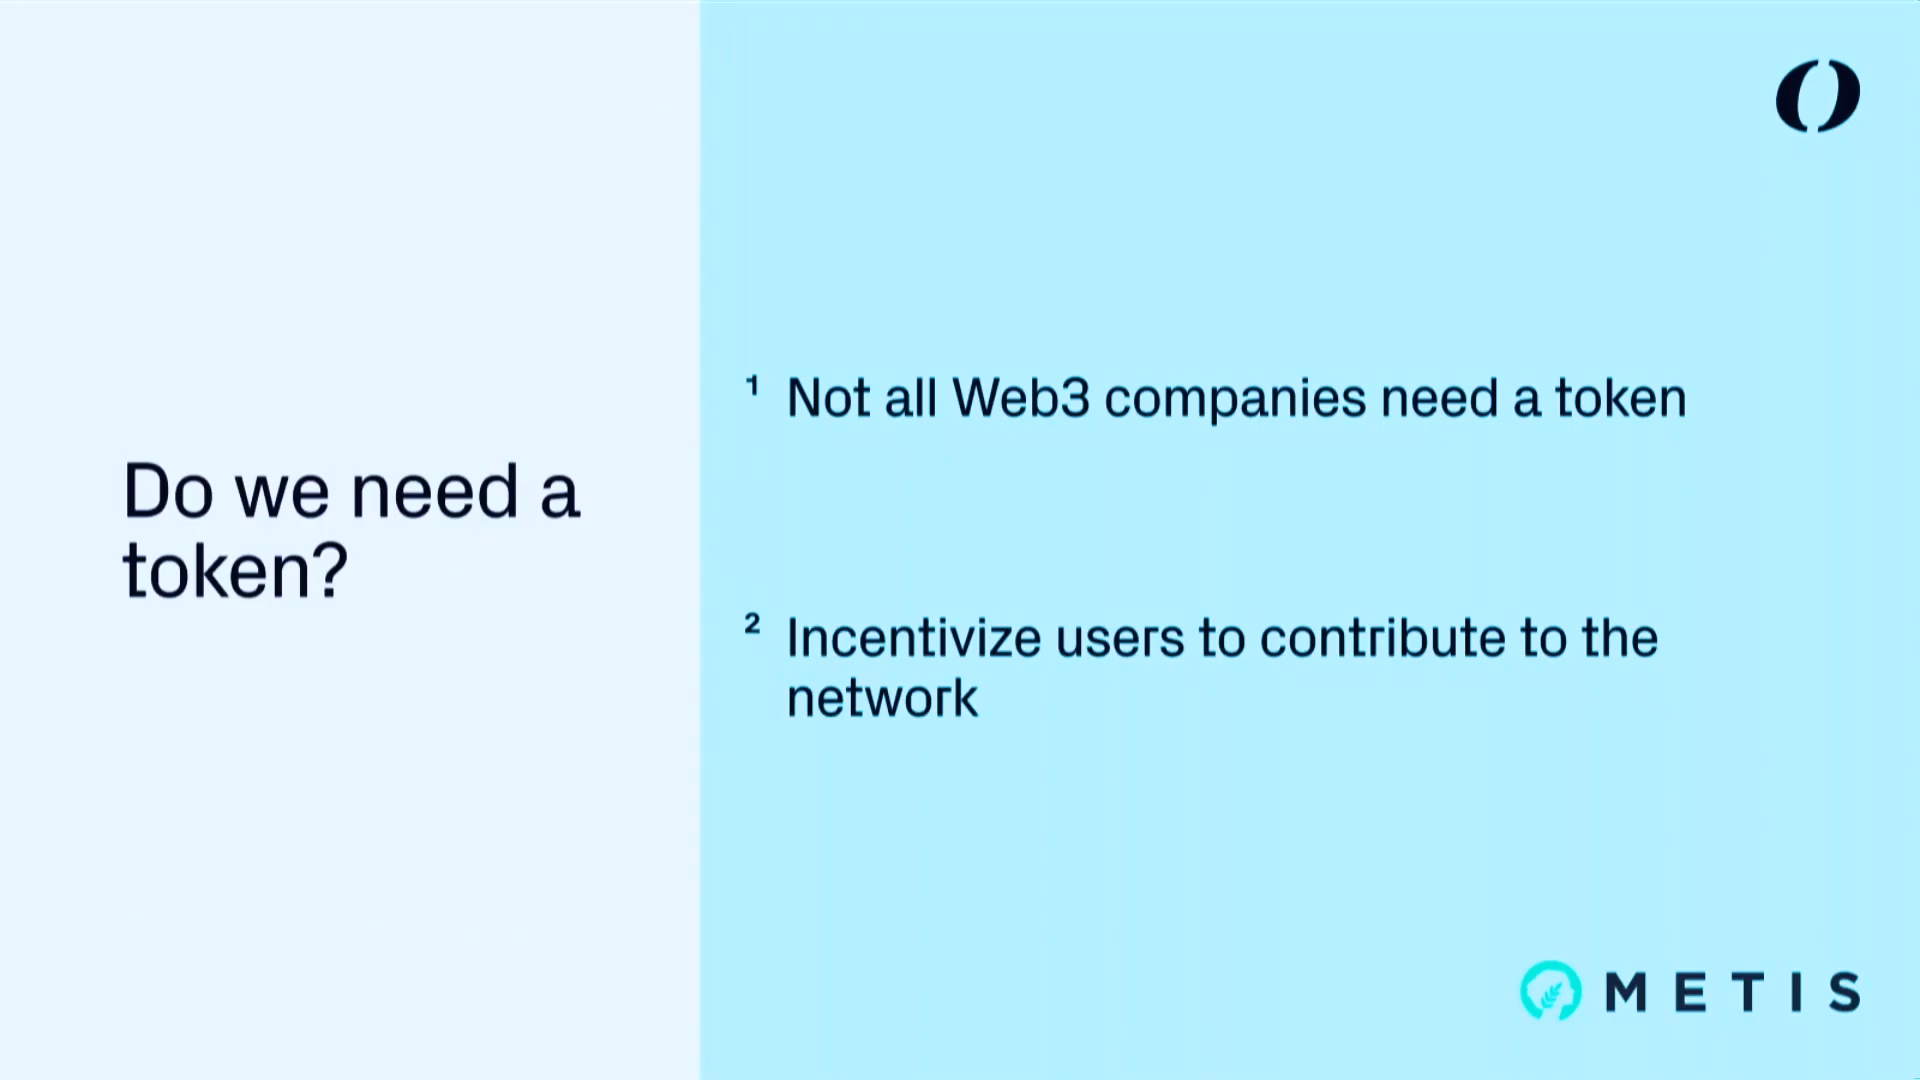 Do we need a
token?
¹ Not all Web3 companies need a token
² Incentivize users to contribute to the
network
METIS